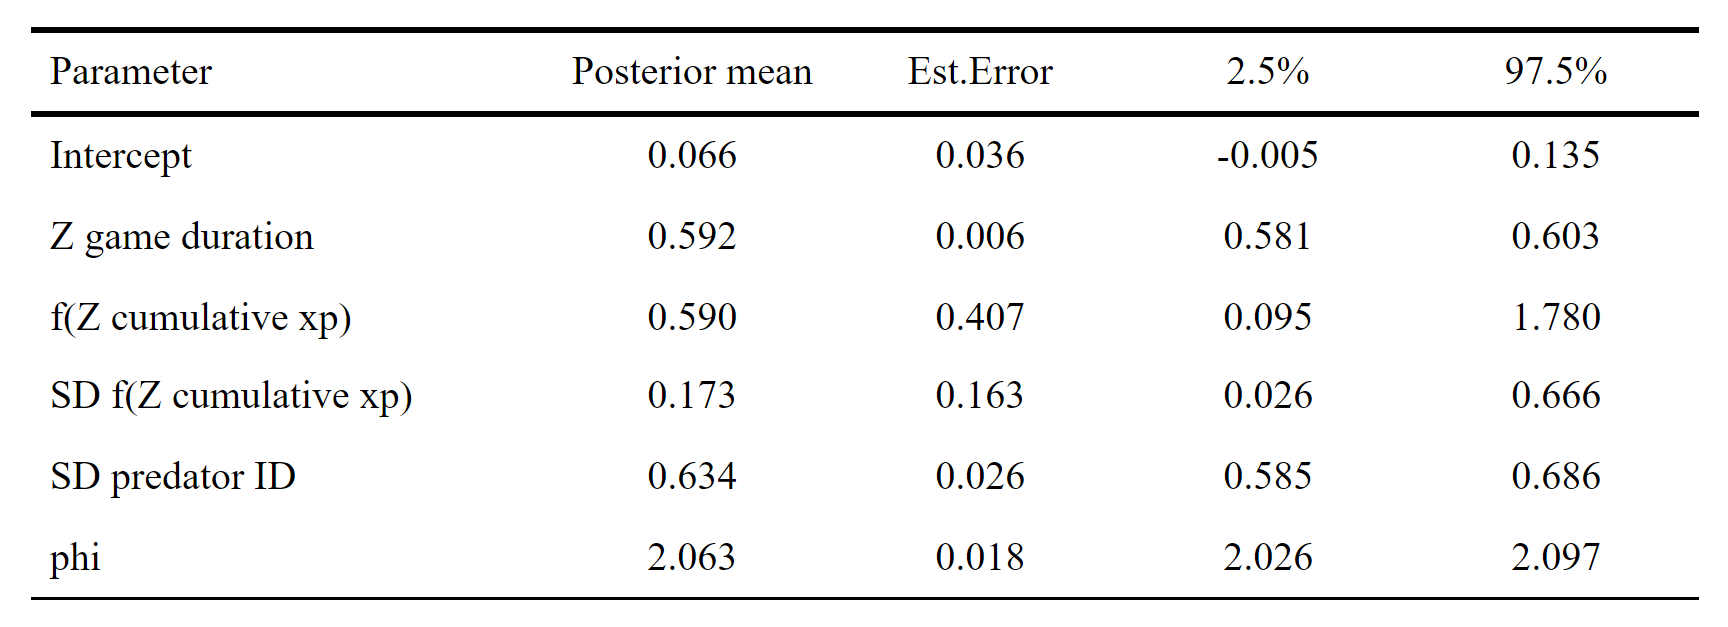 Parameter Posterior mean Est.Error 2.5% 97.5%
Intercept 0.066 0.036 -0.005 0.135
Z game duration 0.592 0.006 0.581 0.603
f(Z cumulative xp) 0.590 0.407 0.095 1.780
SD f(Z cumulative xp) 0.173 0.163 0.026 0.666
SD predator ID 0.634 0.026 0.585 0.686
phi 2.063 0.018 2.026 2.097